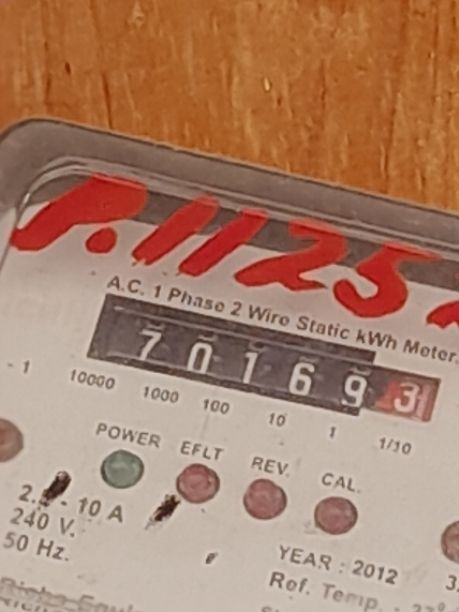 P.1125
A.C. 1 Phase 2 Wire Static kWh Meter.
7 0 1 6 9 3
10000 1000 100 10 1 1/10
POWER EFLT REV. CAL.
10 A
240 V.
50 Hz.
YEAR : 2012
Ref. Temp